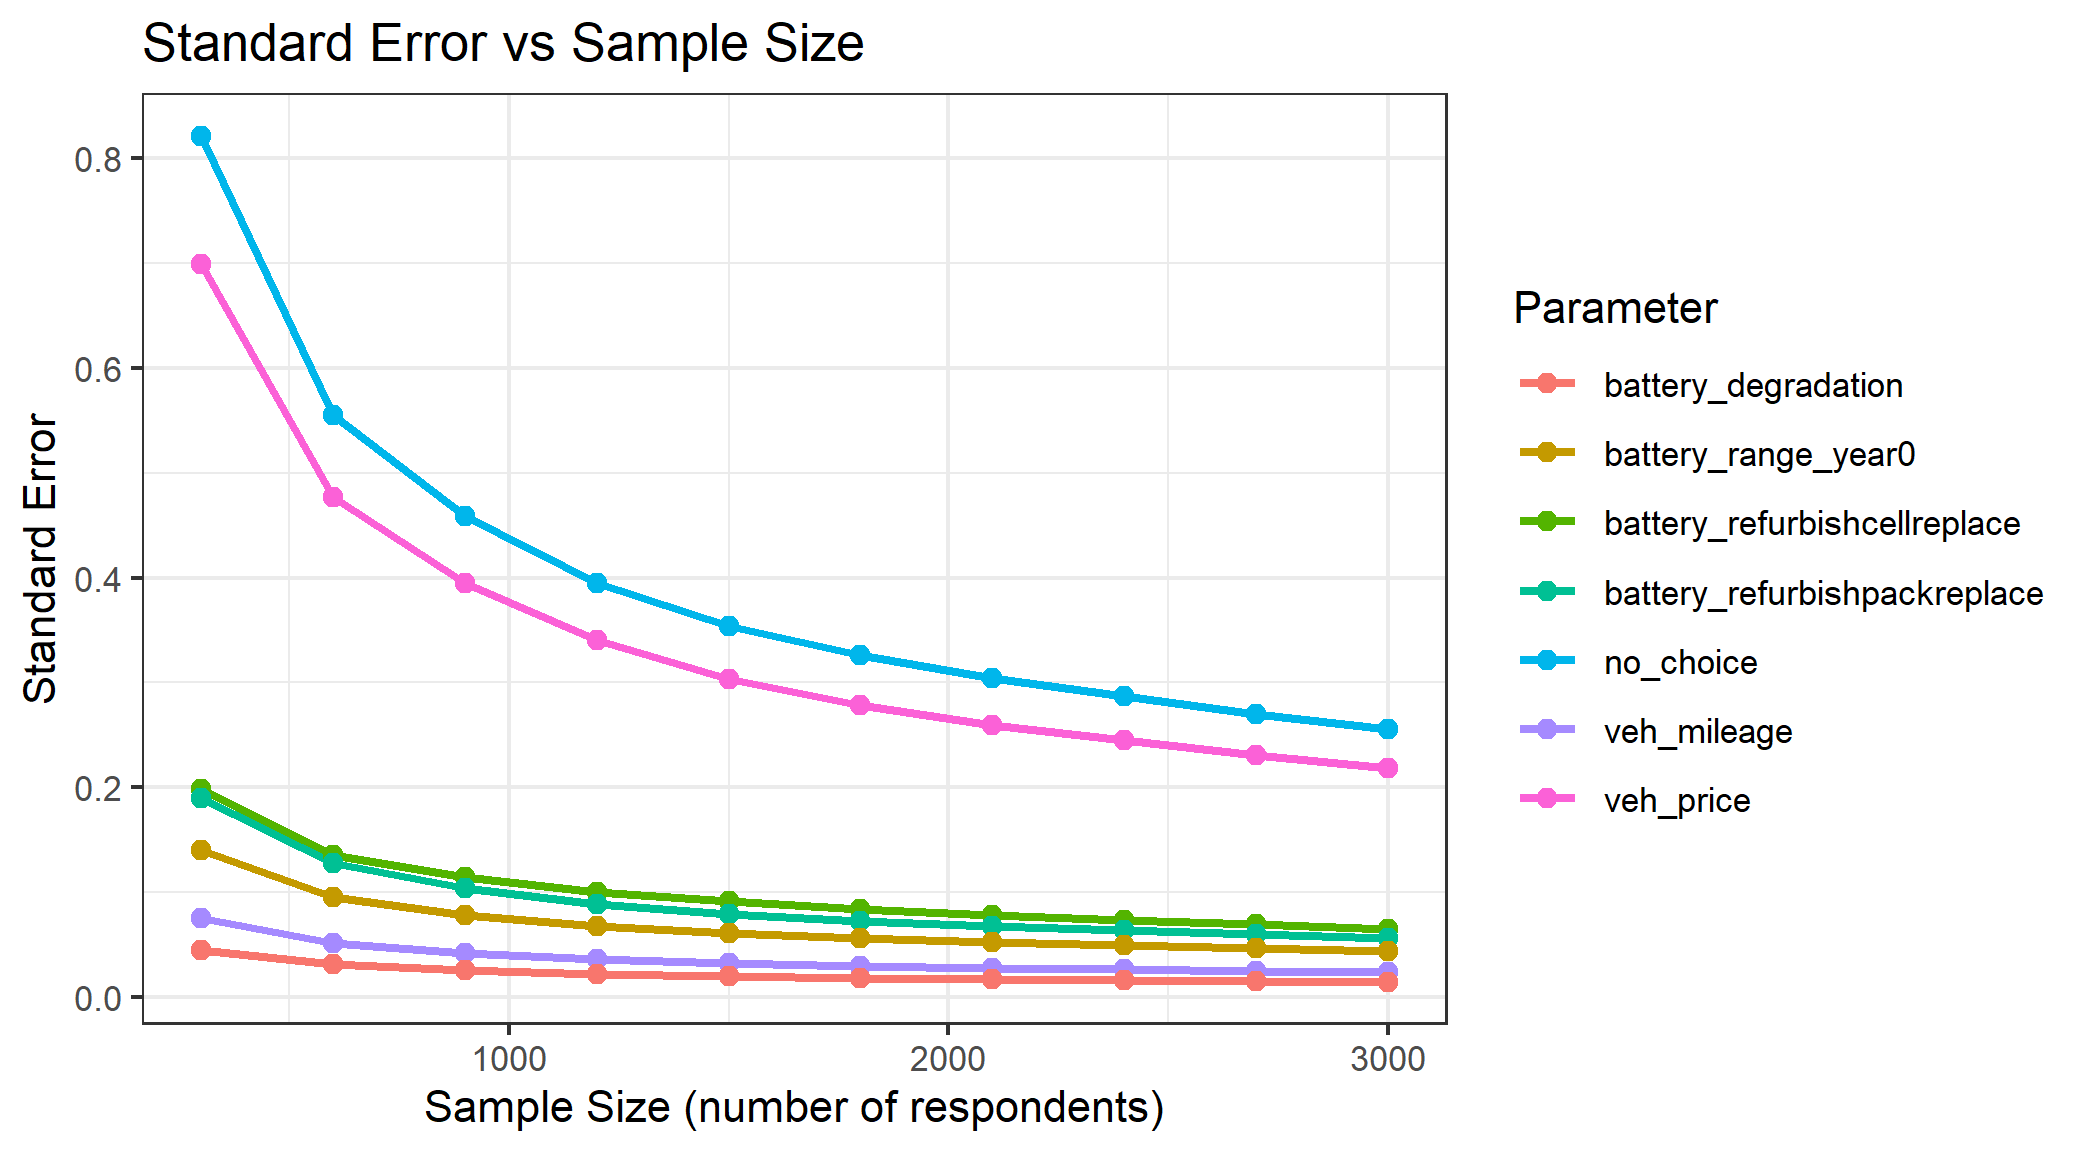 Standard Error vs Sample Size
Standard Error
0.8
0.6
0.4
0.2
0.0
1000 2000 3000
Sample Size (number of respondents)
Parameter
battery_degradation
battery_range_year0
battery_refurbishcellreplace
battery_refurbishpackreplace
no_choice
veh_mileage
veh_price